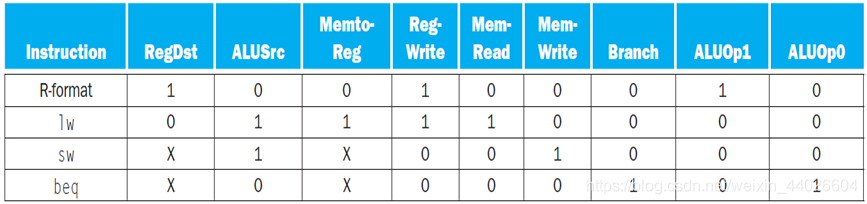 Instruction RegDst ALUSrc Memto-Reg Reg-Write Mem-Read Mem-Write Branch ALUOp1 ALUOp0
R-format 1 0 0 1 0 0 0 1 0
lw 0 1 1 1 1 0 0 0 0
sw X 1 X 0 0 1 0 0 0
beq X 0 X 0 0 0 1 0 1
https://blog.csdn.net/weixin_44026604